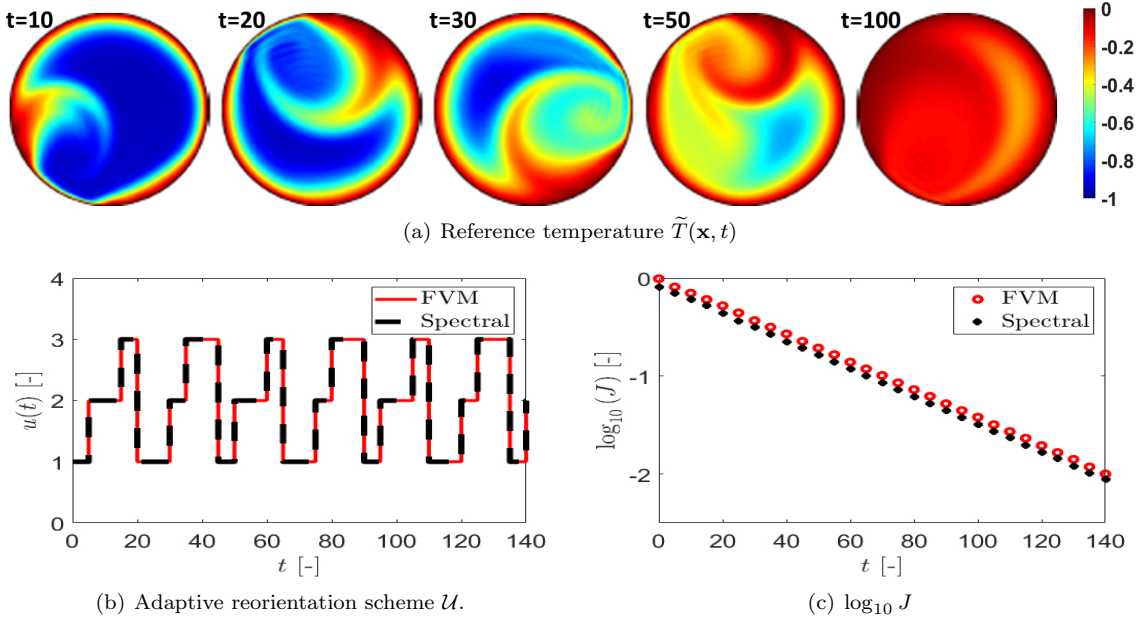 t=10 t=20 t=30 t=50 t=100
0
-0.2
-0.4
-0.6
-0.8
-1
(a) Reference temperature T̃(x, t)
4
3
2
1
0
u(t) [-]
FVM
Spectral
0 20 40 60 80 100 120 140
t [-]
(b) Adaptive reorientation scheme 𝒰.
0
-1
-2
log₁₀(J) [-]
FVM
Spectral
0 20 40 60 80 100 120 140
t [-]
(c) log₁₀ J